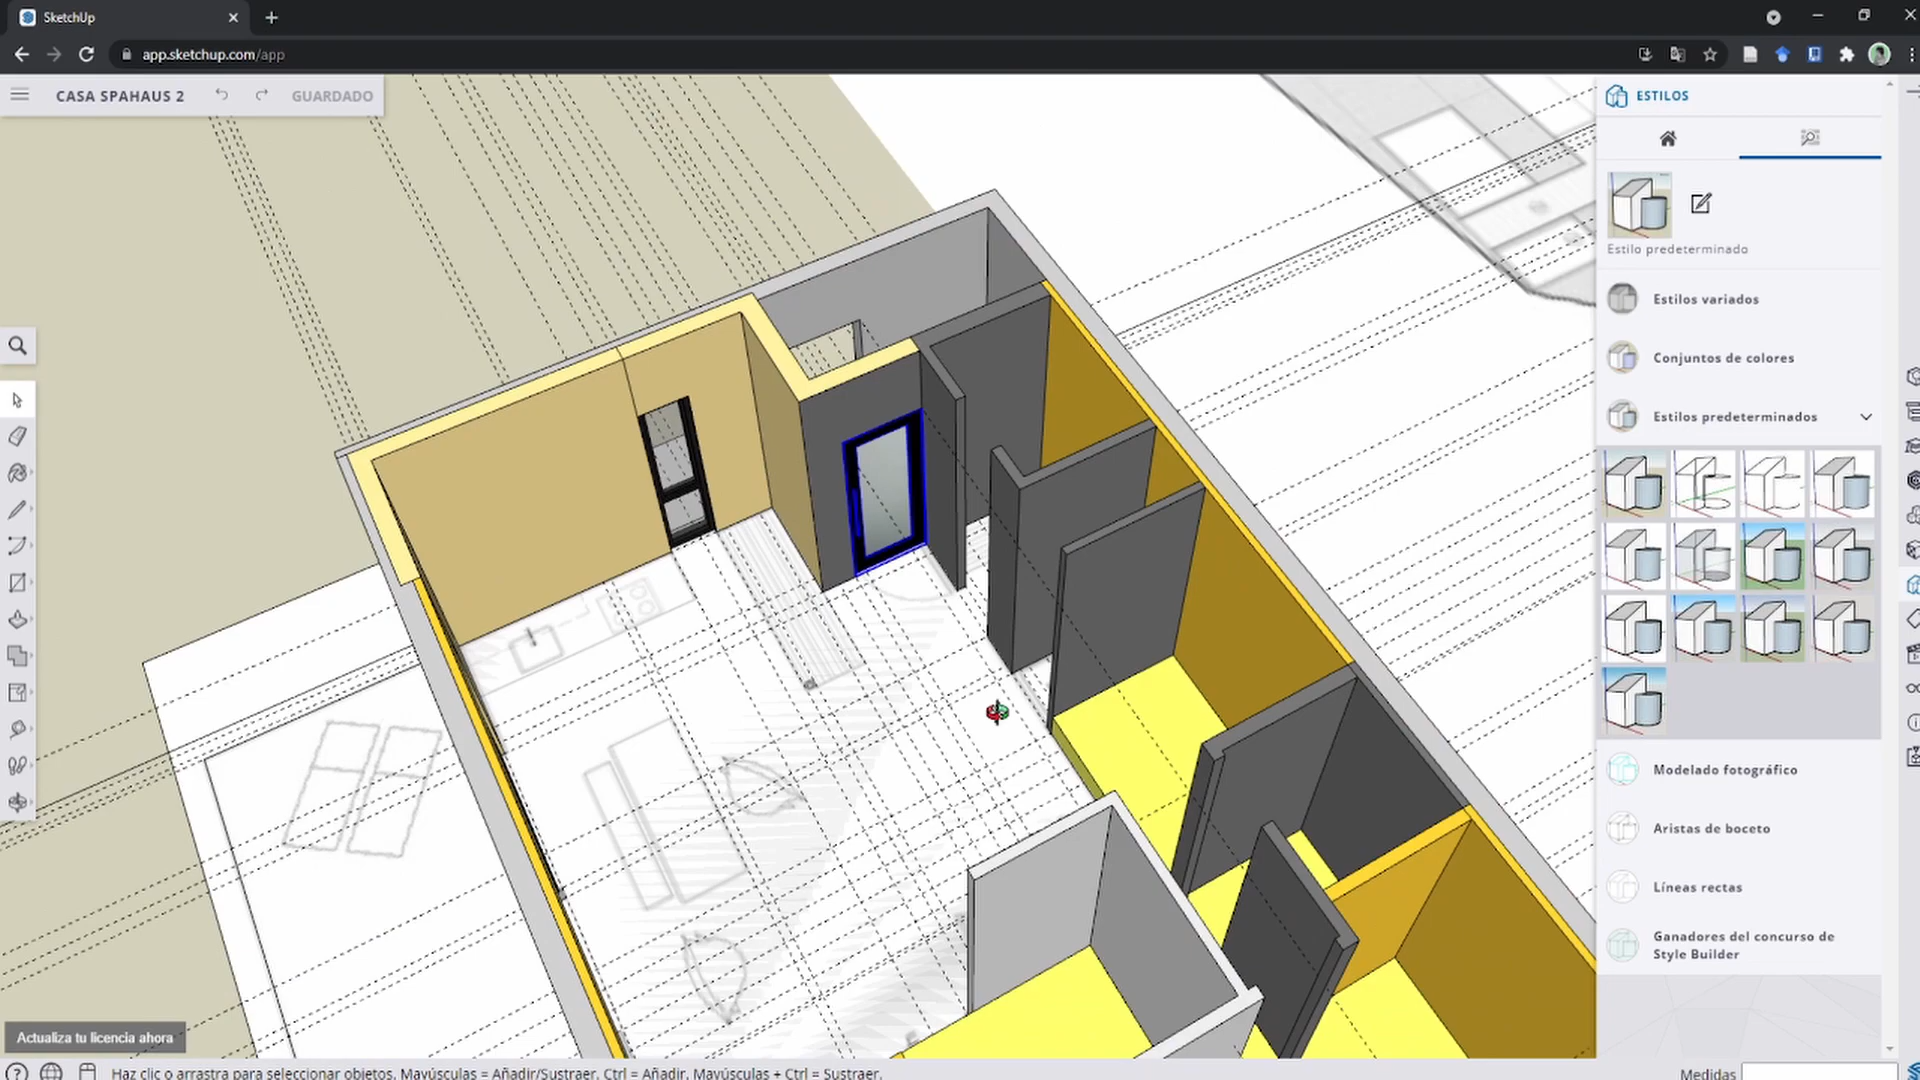 SketchUp
app.sketchup.com/app
CASA SPAHAUS 2
GUARDADO
ESTILOS
Estilo predeterminado
Estilos variados
Conjuntos de colores
Estilos predeterminados
Modelado fotográfico
Aristas de boceto
Líneas rectas
Ganadores del concurso de
Style Builder
Actualiza tu licencia ahora
Haz clic o arrastra para seleccionar objetos. Mayúsculas = Añadir/Sustraer. Ctrl = Añadir. Mayúsculas + Ctrl = Sustraer.
Medidas